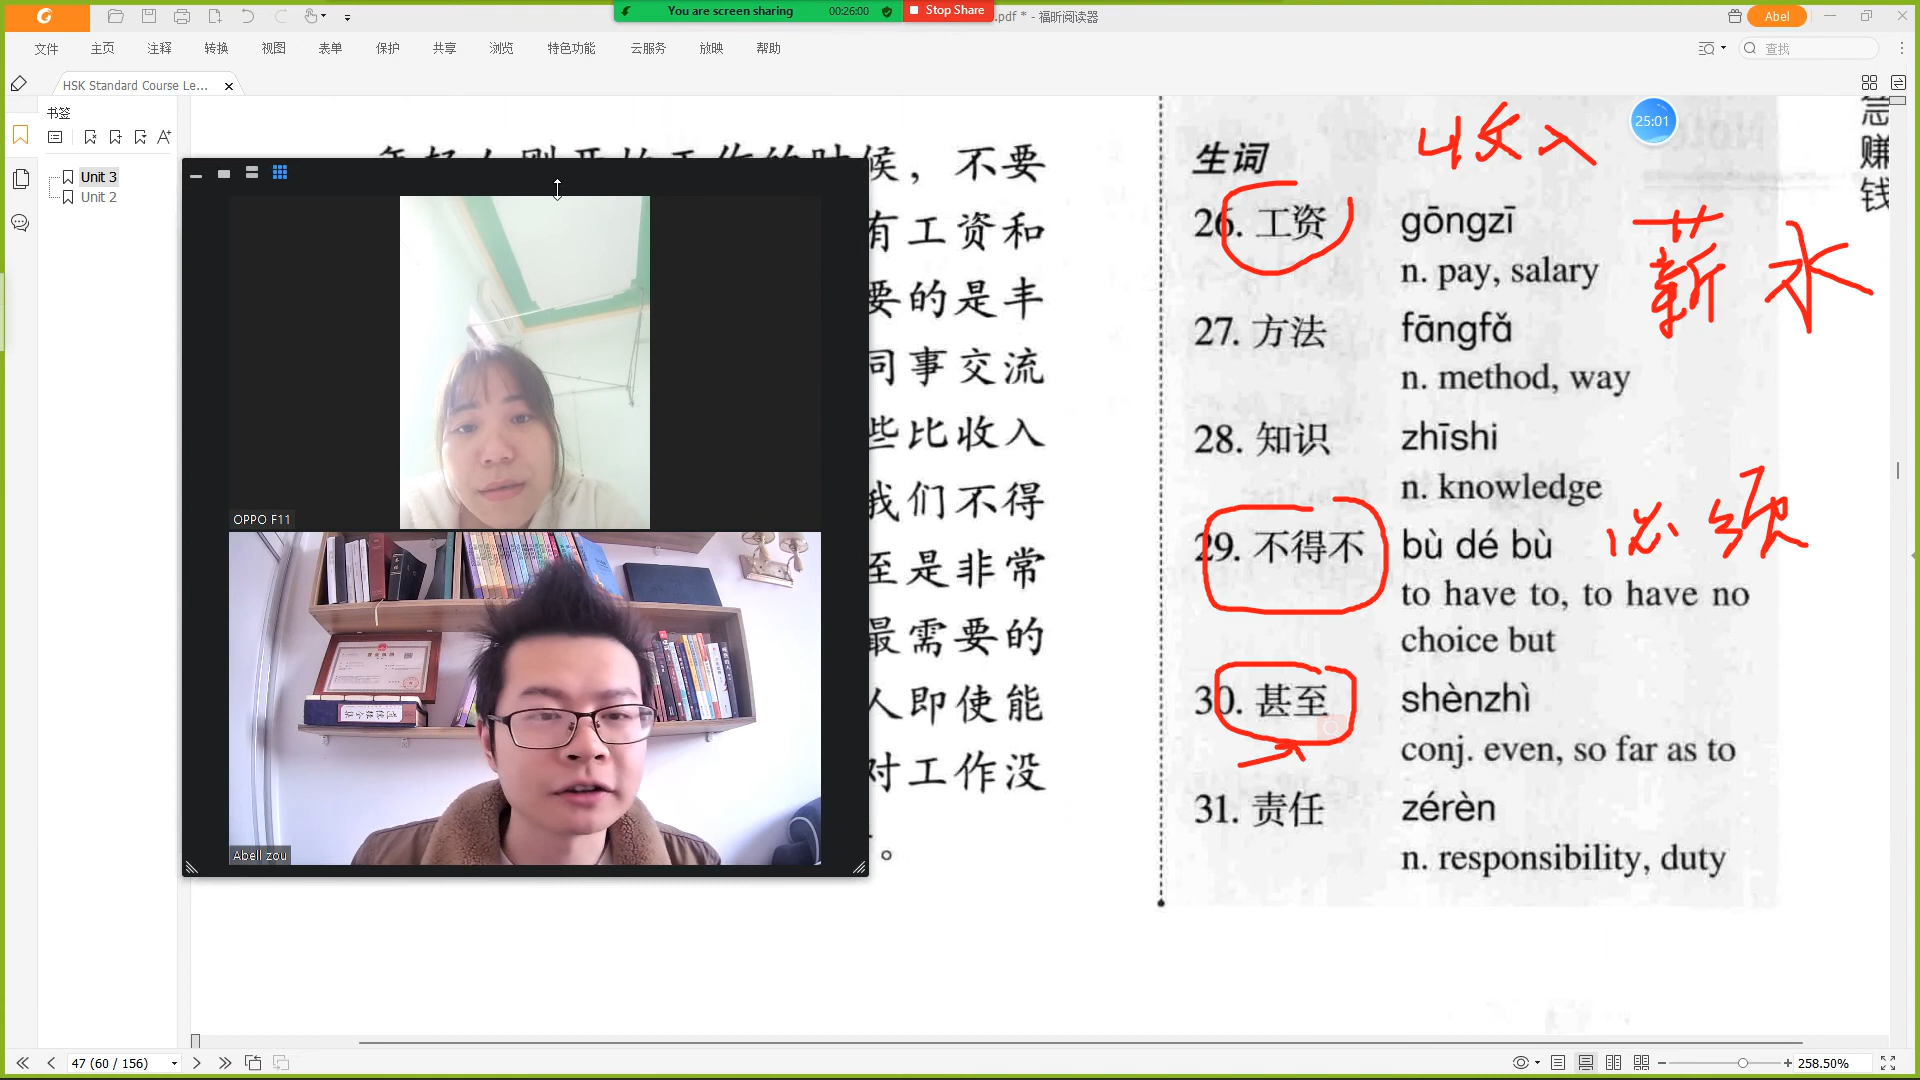 You are screen sharing 00:26:00 Stop Share
.pdf * - 福昕阅读器
Abel
文件 主页 注释 转换 视图 表单 保护 共享 浏览 特色功能 云服务 放映 帮助
查找
HSK Standard Course Le...
书签
Unit 3
Unit 2
候，不要
有工资和
要的是丰
同事交流
些比收入
我们不得
至是非常
最需要的
人即使能
对工作没
。
OPPO F11
Abell zou
生词
收入
25:01
急赚钱
26. 工资 gōngzī
n. pay, salary
薪水
27. 方法 fāngfǎ
n. method, way
28. 知识 zhīshi
n. knowledge
29. 不得不 bù dé bù
必须
to have to, to have no
choice but
30. 甚至 shènzhì
conj. even, so far as to
31. 责任 zérèn
n. responsibility, duty
47 (60 / 156)
258.50%